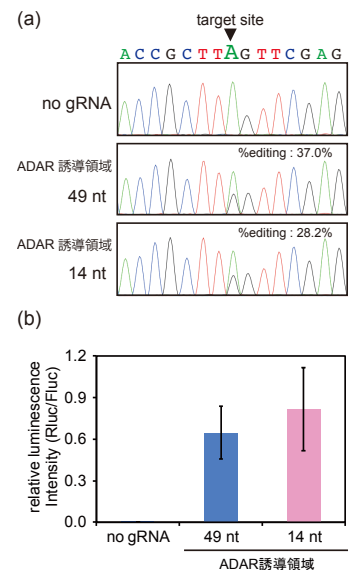 (a)
target site
ACCGCTTAGTTCGAG
no gRNA
ADAR 誘導領域
49 nt
%editing : 37.0%
ADAR 誘導領域
14 nt
%editing : 28.2%
(b)
relative luminescence
Intensity (Rluc/Fluc)
1.2
0.9
0.6
0.3
0.0
no gRNA 49 nt 14 nt
ADAR誘導領域